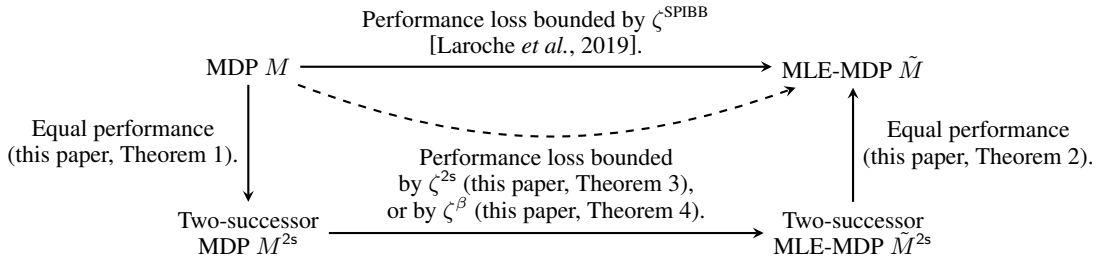 Performance loss bounded by ζ^SPIBB
[Laroche et al., 2019].
MDP M
MLE-MDP M̃
Equal performance
(this paper, Theorem 1).
Equal performance
(this paper, Theorem 2).
Performance loss bounded
by ζ^2s (this paper, Theorem 3),
or by ζ^β (this paper, Theorem 4).
Two-successor
MDP M^2s
Two-successor
MLE-MDP M̃^2s